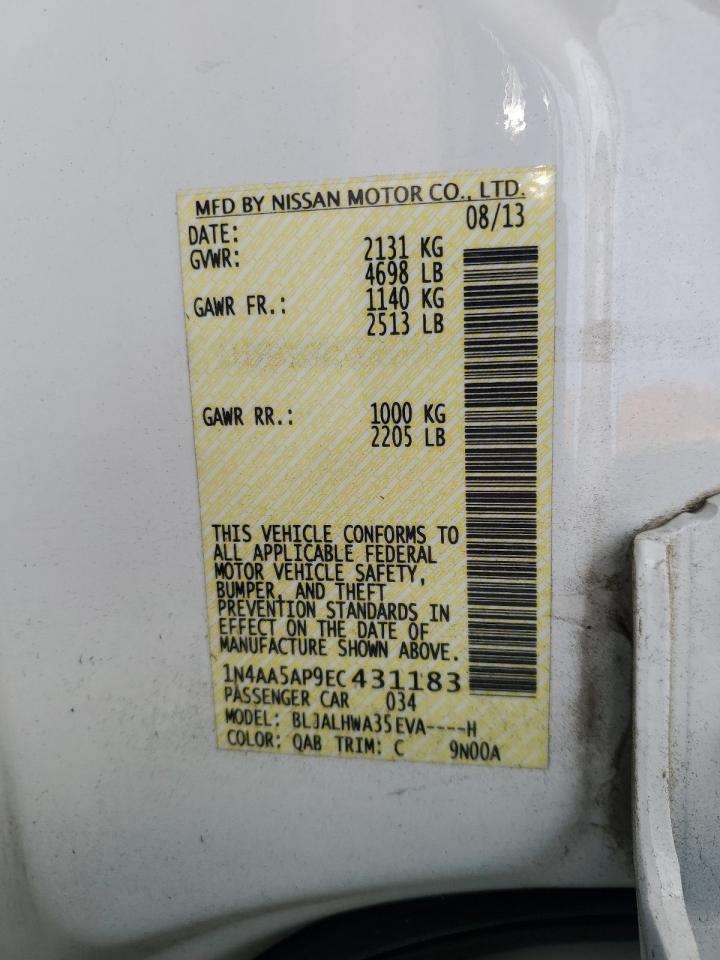 MFD BY NISSAN MOTOR CO., LTD.
DATE: 08/13
GVWR: 2131 KG
4698 LB
GAWR FR.: 1140 KG
2513 LB
GAWR RR.: 1000 KG
2205 LB
THIS VEHICLE CONFORMS TO
ALL APPLICABLE FEDERAL
MOTOR VEHICLE SAFETY,
BUMPER, AND THEFT
PREVENTION STANDARDS IN
EFFECT ON THE DATE OF
MANUFACTURE SHOWN ABOVE.
1N4AA5AP9EC431183
PASSENGER CAR 034
MODEL: BLJALHWA35EVA----H
COLOR: QAB TRIM: C 9N00A